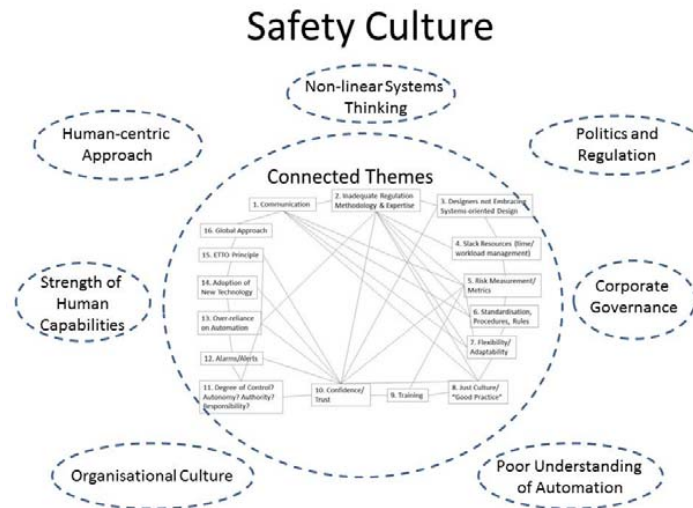 Safety Culture
Non-linear Systems
Thinking
Human-centric
Approach
Politics and
Regulation
Connected Themes
1. Communication
2. Inadequate Regulation
Methodology & Expertise
3. Designers not Embracing
Systems-oriented Design
16. Global Approach
4. Slack Resources (time/
workload management)
15. ETTO Principle
5. Risk Measurement/
Metrics
14. Adoption of
New Technology
Strength of
Human
Capabilities
Corporate
Governance
6. Standardisation,
Procedures, Rules
13. Over-reliance
on Automation
7. Flexibility/
Adaptability
12. Alarms/Alerts
11. Degree of Control?
Autonomy? Authority?
Responsibility?
10. Confidence/
Trust
9. Training
8. Just Culture/
"Good Practice"
Organisational Culture
Poor Understanding
of Automation